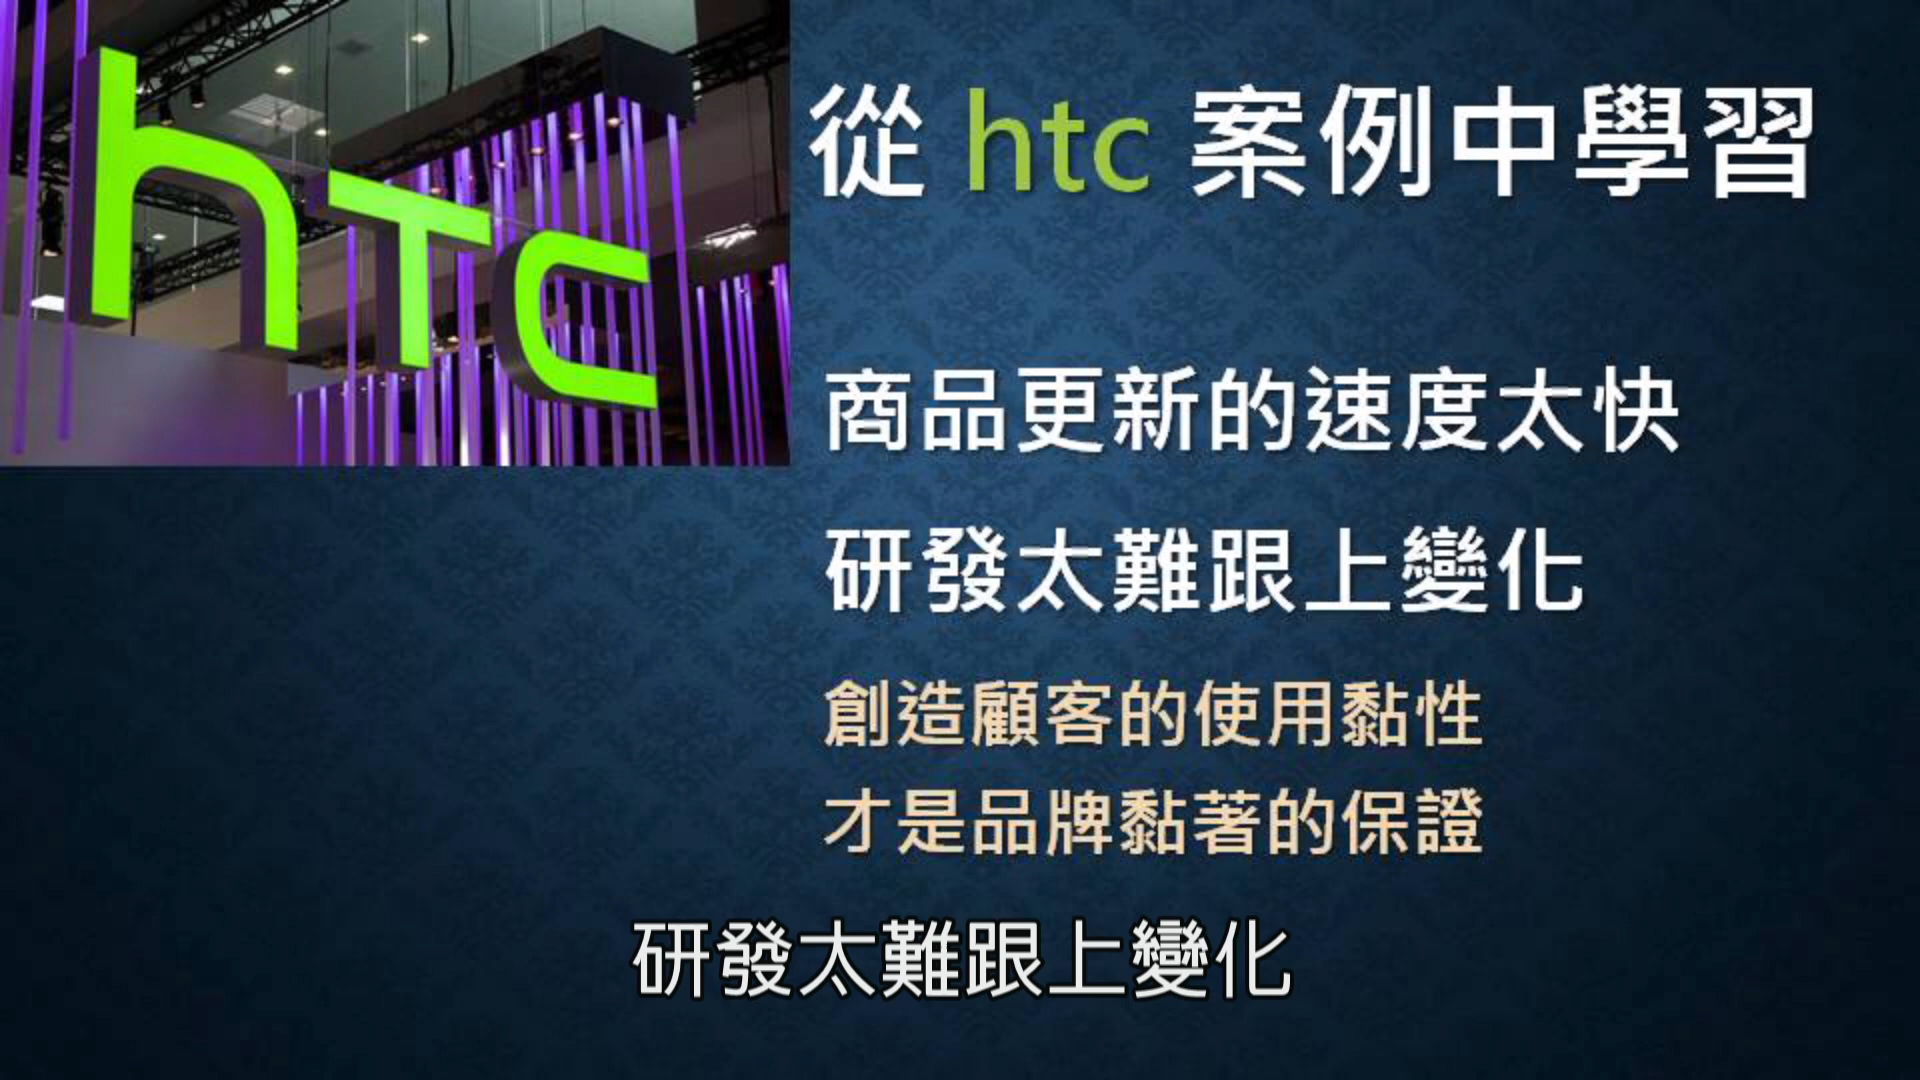 hTC
從 htc 案例中學習
商品更新的速度太快
研發太難跟上變化
創造顧客的使用黏性
才是品牌黏著的保證
研發太難跟上變化